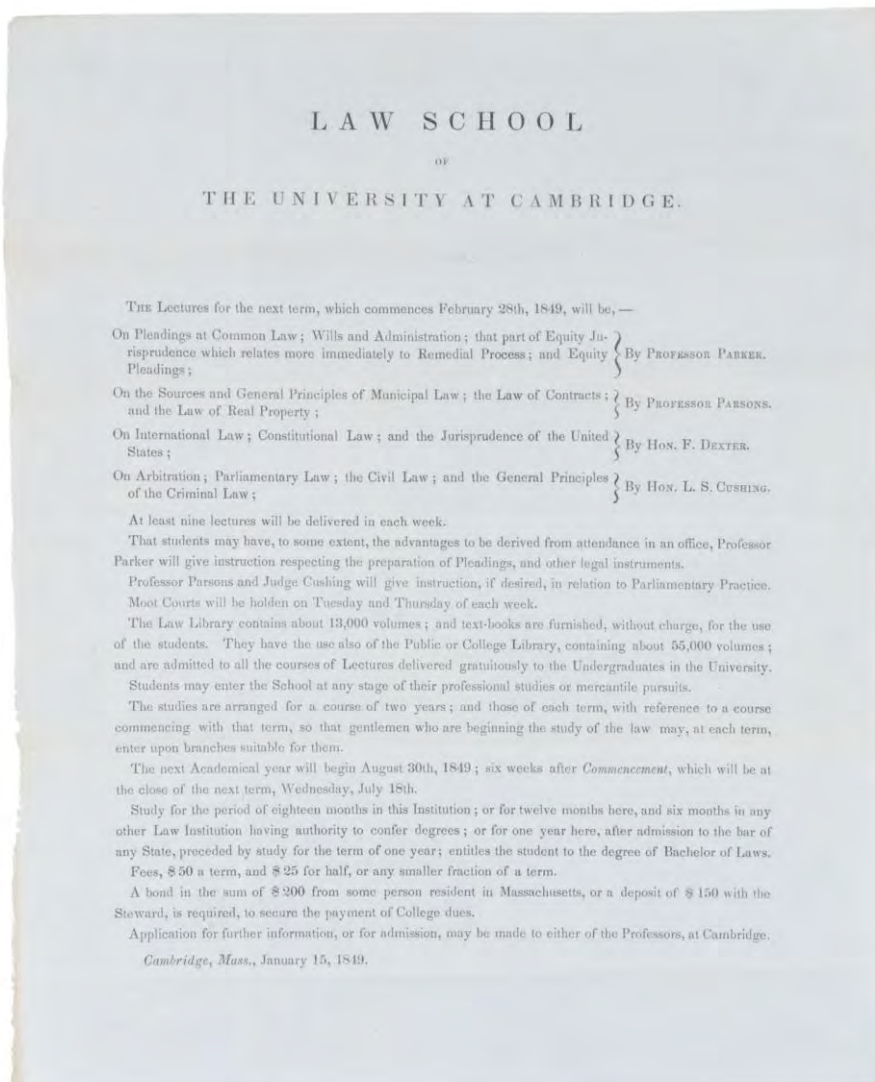 LAW SCHOOL
OF
THE UNIVERSITY AT CAMBRIDGE.
THE Lectures for the next term, which commences February 28th, 1849, will be, —
On Pleadings at Common Law; Wills and Administration; that part of Equity Ju-
risprudence which relates more immediately to Remedial Process; and Equity
Pleadings;
By PROFESSOR PARKER.
On the Sources and General Principles of Municipal Law; the Law of Contracts;
and the Law of Real Property;
By PROFESSOR PARSONS.
On International Law; Constitutional Law; and the Jurisprudence of the United
States;
By HON. F. DEXTER.
On Arbitration; Parliamentary Law; the Civil Law; and the General Principles
of the Criminal Law;
By HON. L. S. CUSHING.
At least nine lectures will be delivered in each week.
That students may have, to some extent, the advantages to be derived from attendance in an office, Professor
Parker will give instruction respecting the preparation of Pleadings, and other legal instruments.
Professor Parsons and Judge Cushing will give instruction, if desired, in relation to Parliamentary Practice.
Moot Courts will be holden on Tuesday and Thursday of each week.
The Law Library contains about 13,000 volumes; and text-books are furnished, without charge, for the use
of the students. They have the use also of the Public or College Library, containing about 55,000 volumes;
and are admitted to all the courses of Lectures delivered gratuitously to the Undergraduates in the University.
Students may enter the School at any stage of their professional studies or mercantile pursuits.
The studies are arranged for a course of two years; and those of each term, with reference to a course
commencing with that term, so that gentlemen who are beginning the study of the law may, at each term,
enter upon branches suitable for them.
The next Academical year will begin August 30th, 1849; six weeks after Commencement, which will be at
the close of the next term, Wednesday, July 18th.
Study for the period of eighteen months in this Institution; or for twelve months here, and six months in any
other Law Institution having authority to confer degrees; or for one year here, after admission to the bar of
any State, preceded by study for the term of one year; entitles the student to the degree of Bachelor of Laws.
Fees, $50 a term, and $25 for half, or any smaller fraction of a term.
A bond in the sum of $200 from some person resident in Massachusetts, or a deposit of $150 with the
Steward, is required, to secure the payment of College dues.
Application for further information, or for admission, may be made to either of the Professors, at Cambridge.
Cambridge, Mass., January 15, 1849.